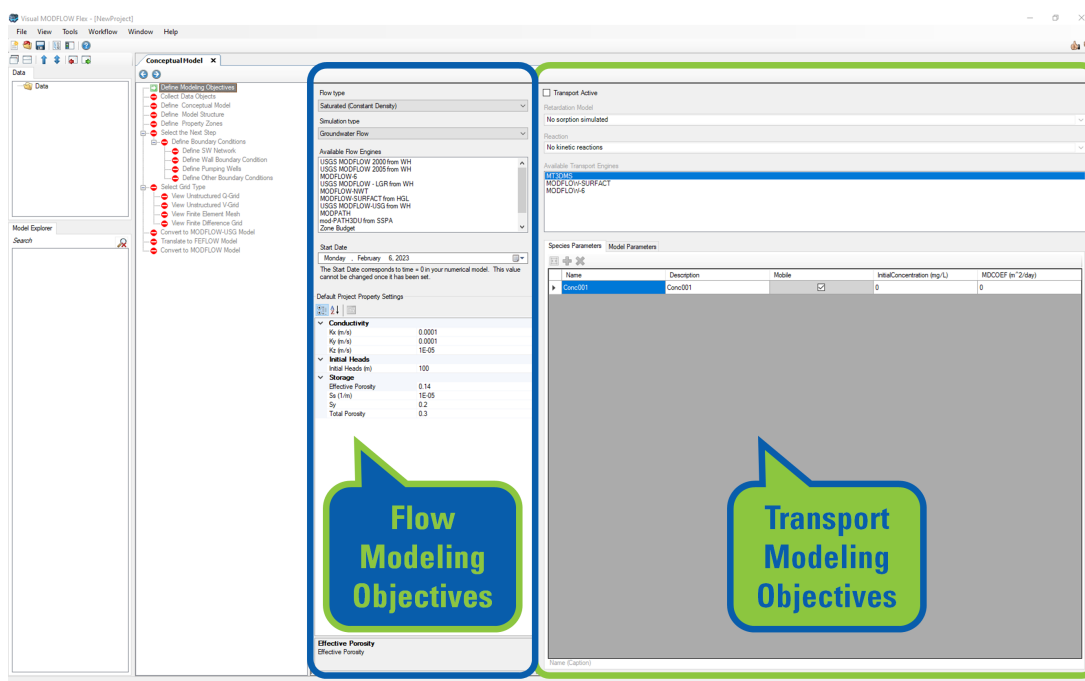 Visual MODFLOW Flex - [NewProject]
File View Tools Workflow Window Help
Data
Data
Model Explorer
Search
Conceptual Model
Define Modeling Objectives
Collect Data Objects
Define Conceptual Model
Define Model Structure
Define Property Zones
Select the Next Step
Define Boundary Conditions
Define SW Network
Define Wall Boundary Condition
Define Pumping Wells
Define Other Boundary Conditions
Select Grid Type
View Unstructured Q-Grid
View Unstructured V-Grid
View Finite Element Mesh
View Finite Difference Grid
Convert to MODFLOW-USG Model
Translate to FEFLOW Model
Convert to MODFLOW Model
Flow type
Saturated (Constant Density)
Simulation type
Groundwater Flow
Available Flow Engines
USGS MODFLOW 2000 from WH
USGS MODFLOW 2005 from WH
MODFLOW-6
USGS MODFLOW - LGR from WH
MODFLOW-NWT
MODFLOW-SURFACT from HGL
USGS MODFLOW-USG from WH
MODPATH
mod-PATH3DU from SSPA
Zone Budget
Start Date
Monday , February 6, 2023
The Start Date corresponds to time = 0 in your numerical model. This value
cannot be changed once it has been set.
Default Project Property Settings
Conductivity
Kx (m/s) 0.0001
Ky (m/s) 0.0001
Kz (m/s) 1E-05
Initial Heads
Initial Heads (m) 100
Storage
Effective Porosity 0.14
Ss (1/m) 1E-05
Sy 0.2
Total Porosity 0.3
Flow
Modeling
Objectives
Effective Porosity
Effective Porosity
Transport Active
Retardation Model
No sorption simulated
Reaction
No kinetic reactions
Available Transport Engines
MT3DMS
MODFLOW-SURFACT
MODFLOW-6
Species Parameters Model Parameters
Name Description Mobile InitialConcentration (mg/L) MDCOEF (m^2/day)
Conc001 Conc001 0 0
Transport
Modeling
Objectives
Name (Caption)